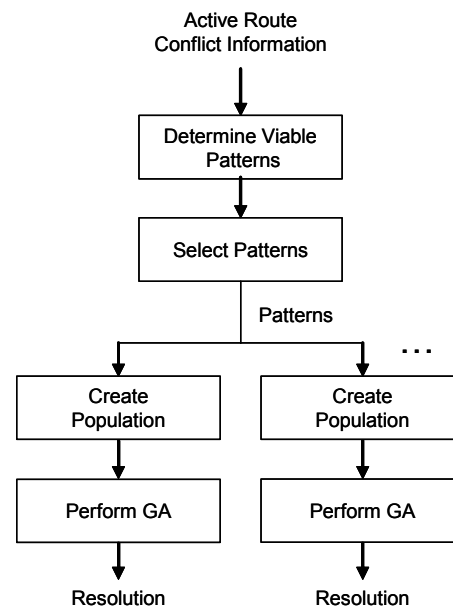 Active Route
Conflict Information
Determine Viable
Patterns
Select Patterns
Patterns
...
Create
Population
Create
Population
Perform GA
Perform GA
Resolution
Resolution